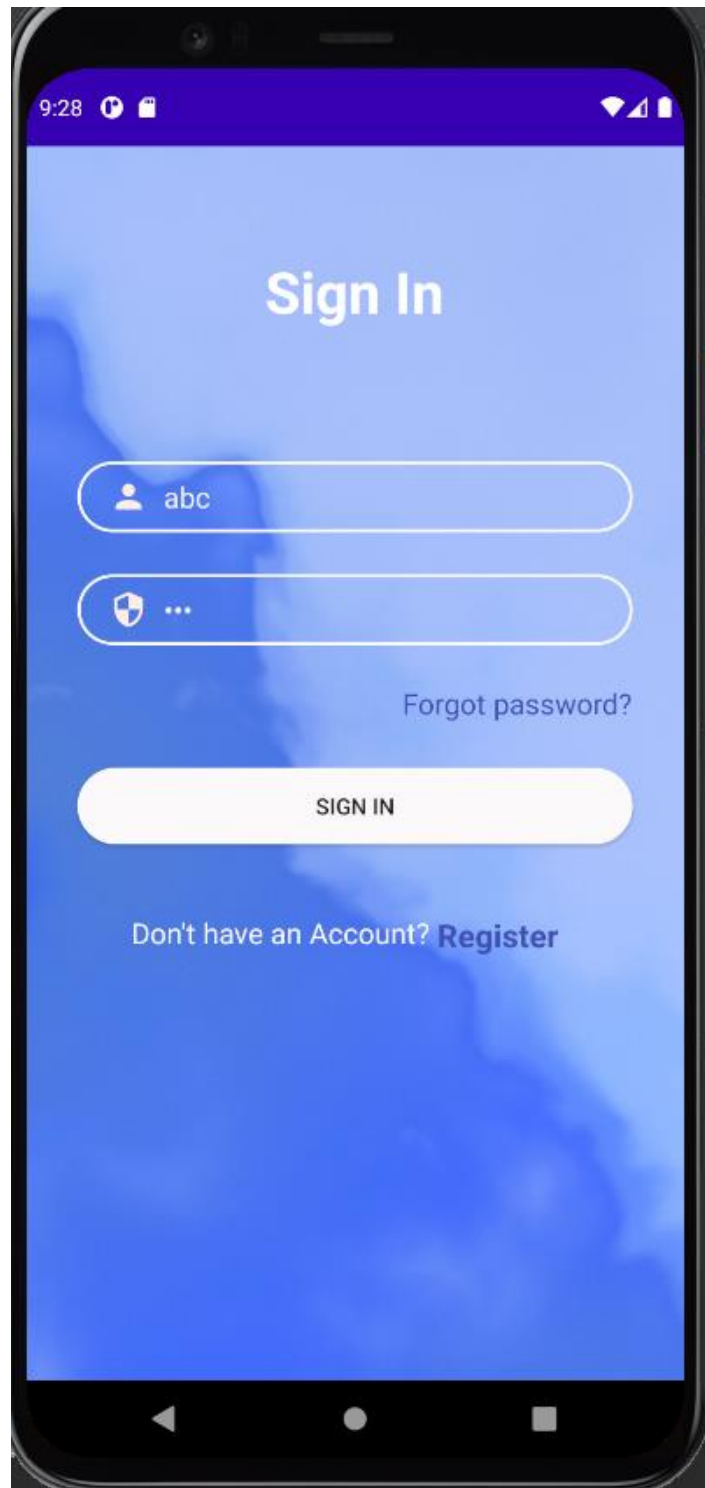 9:28
Sign In
abc
•••
Forgot password?
SIGN IN
Don't have an Account? Register